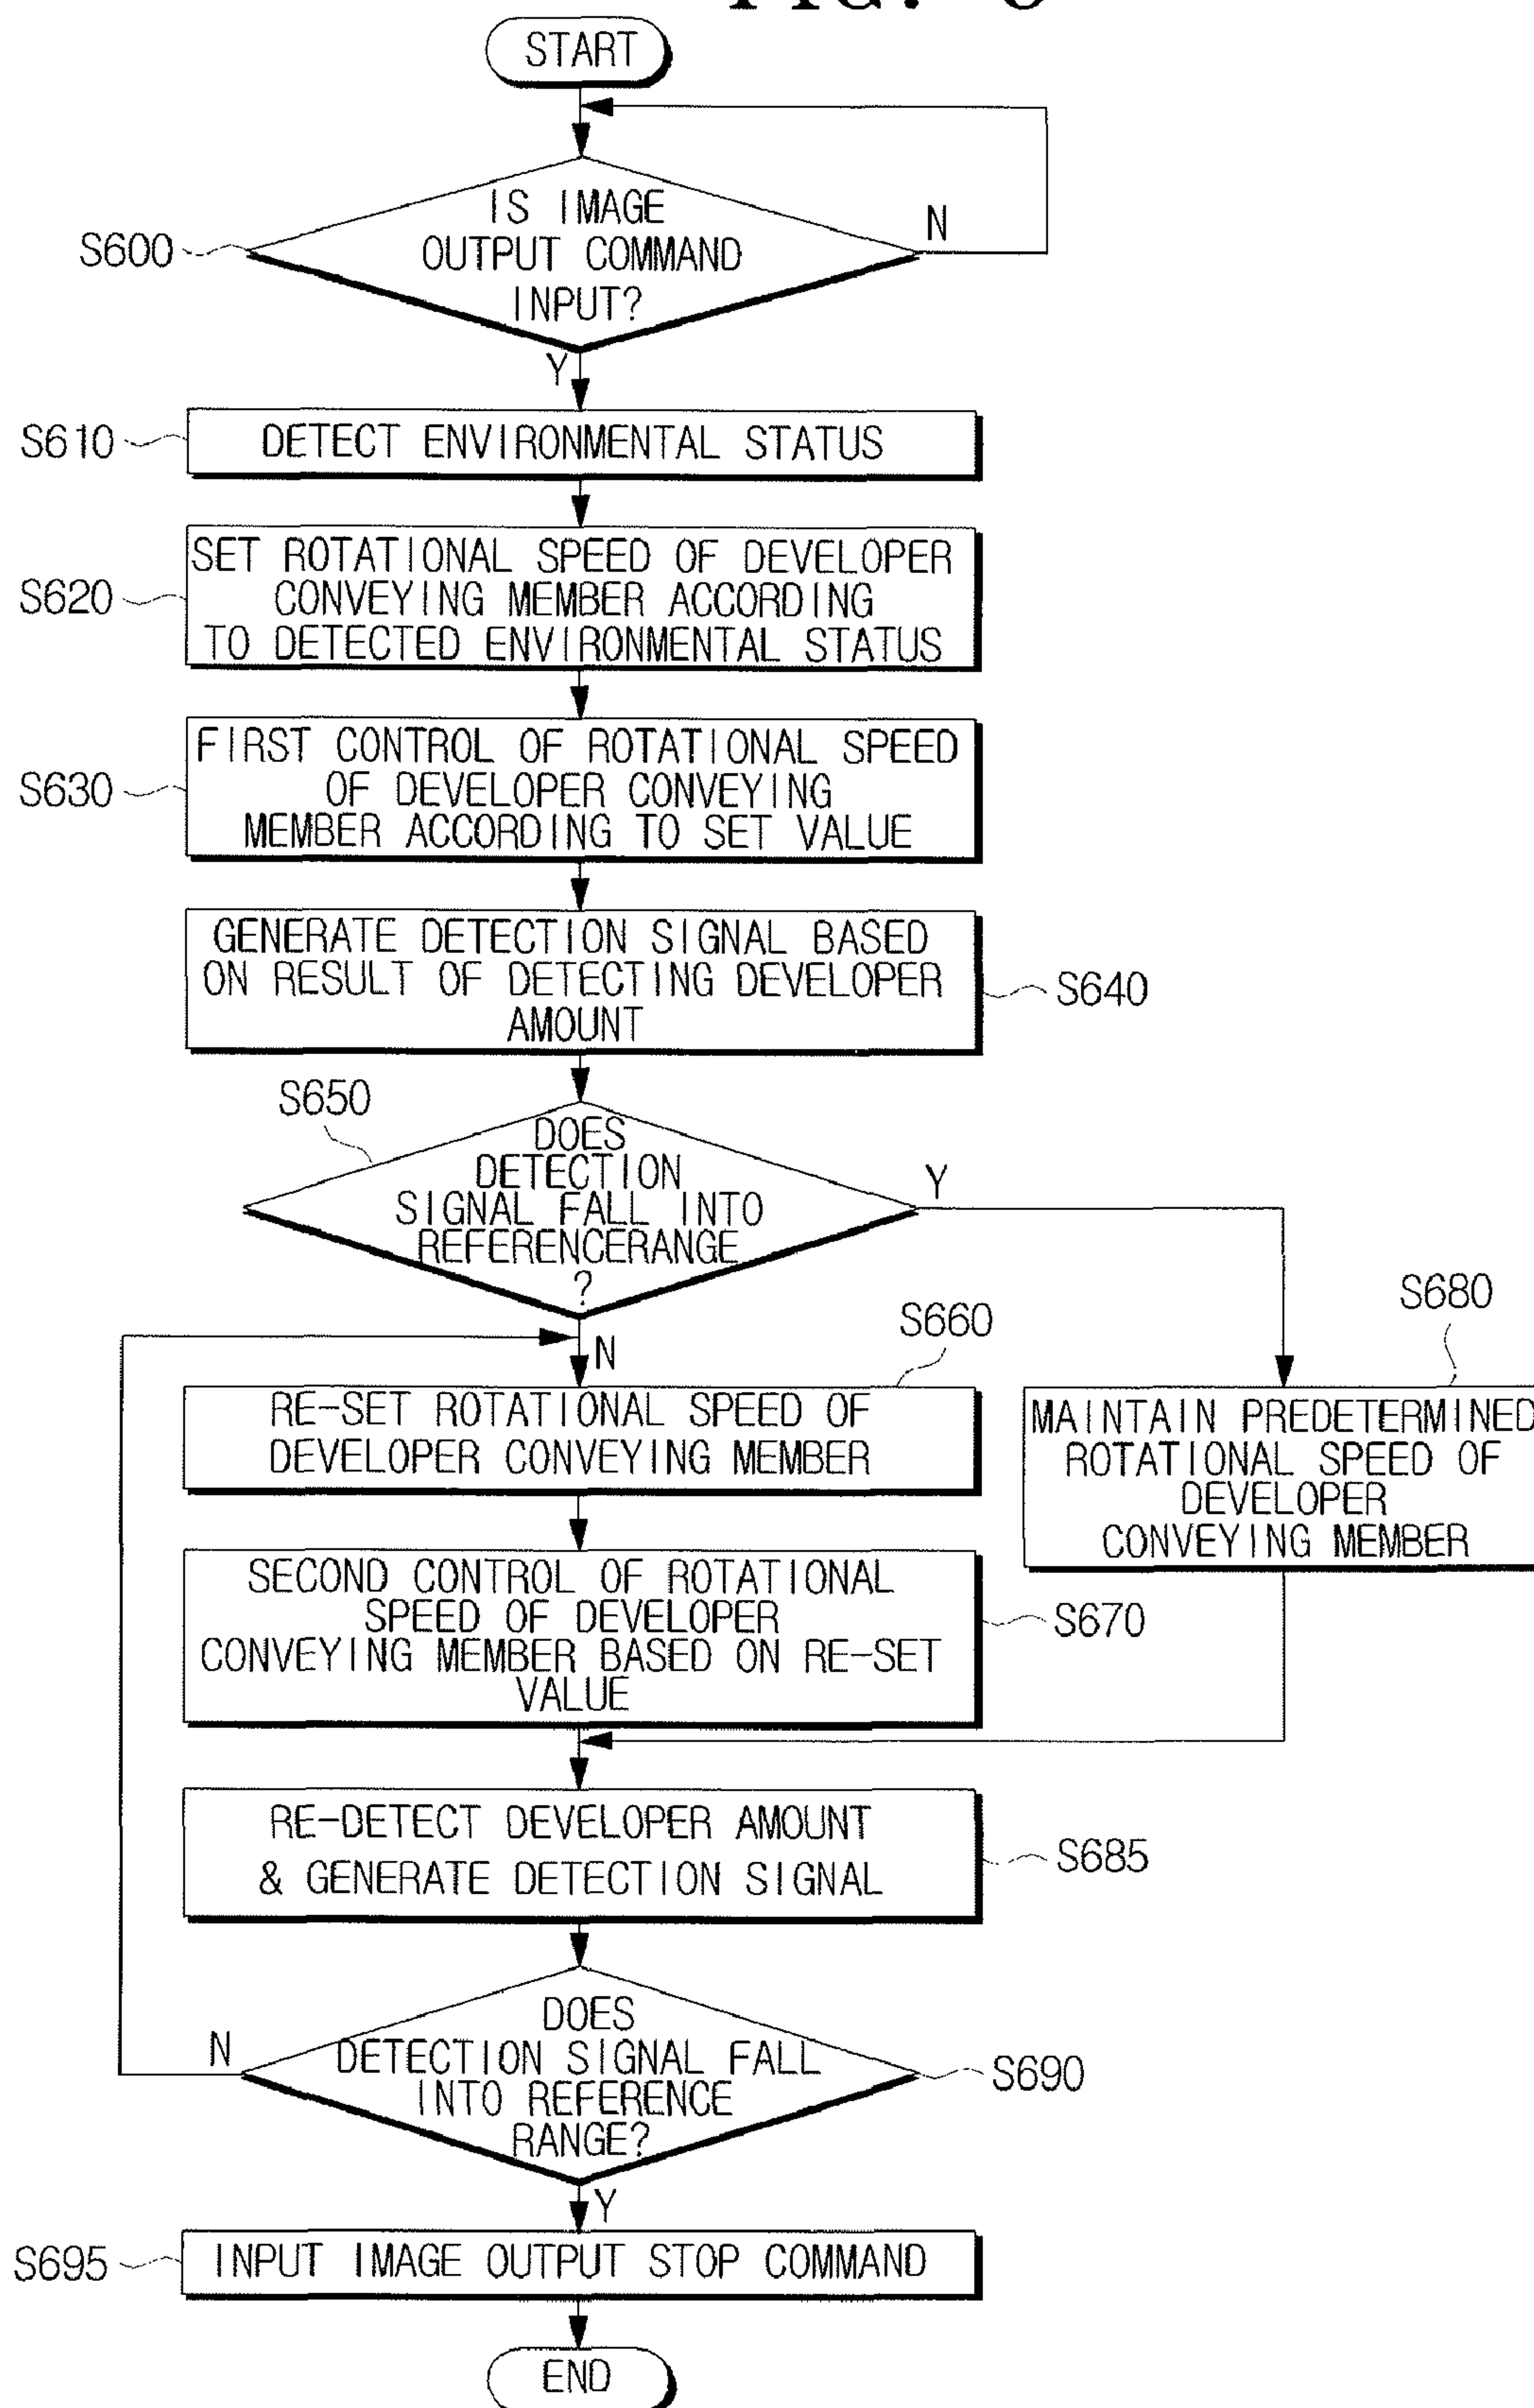 START
IS IMAGE
OUTPUT COMMAND
INPUT?
S600
N
Y
S610
DETECT ENVIRONMENTAL STATUS
SET ROTATIONAL SPEED OF DEVELOPER
CONVEYING MEMBER ACCORDING
TO DETECTED ENVIRONMENTAL STATUS
S620
FIRST CONTROL OF ROTATIONAL SPEED
OF DEVELOPER CONVEYING
MEMBER ACCORDING TO SET VALUE
S630
GENERATE DETECTION SIGNAL BASED
ON RESULT OF DETECTING DEVELOPER
AMOUNT
S640
S650
DOES
DETECTION
SIGNAL FALL INTO
REFERENCERANGE
?
Y
N
S660
RE-SET ROTATIONAL SPEED OF
DEVELOPER CONVEYING MEMBER
S680
MAINTAIN PREDETERMINED
ROTATIONAL SPEED OF
DEVELOPER
CONVEYING MEMBER
SECOND CONTROL OF ROTATIONAL
SPEED OF DEVELOPER
CONVEYING MEMBER BASED ON RE-SET
VALUE
S670
RE-DETECT DEVELOPER AMOUNT
& GENERATE DETECTION SIGNAL
S685
DOES
DETECTION SIGNAL FALL
INTO REFERENCE
RANGE?
N
S690
Y
S695
INPUT IMAGE OUTPUT STOP COMMAND
END